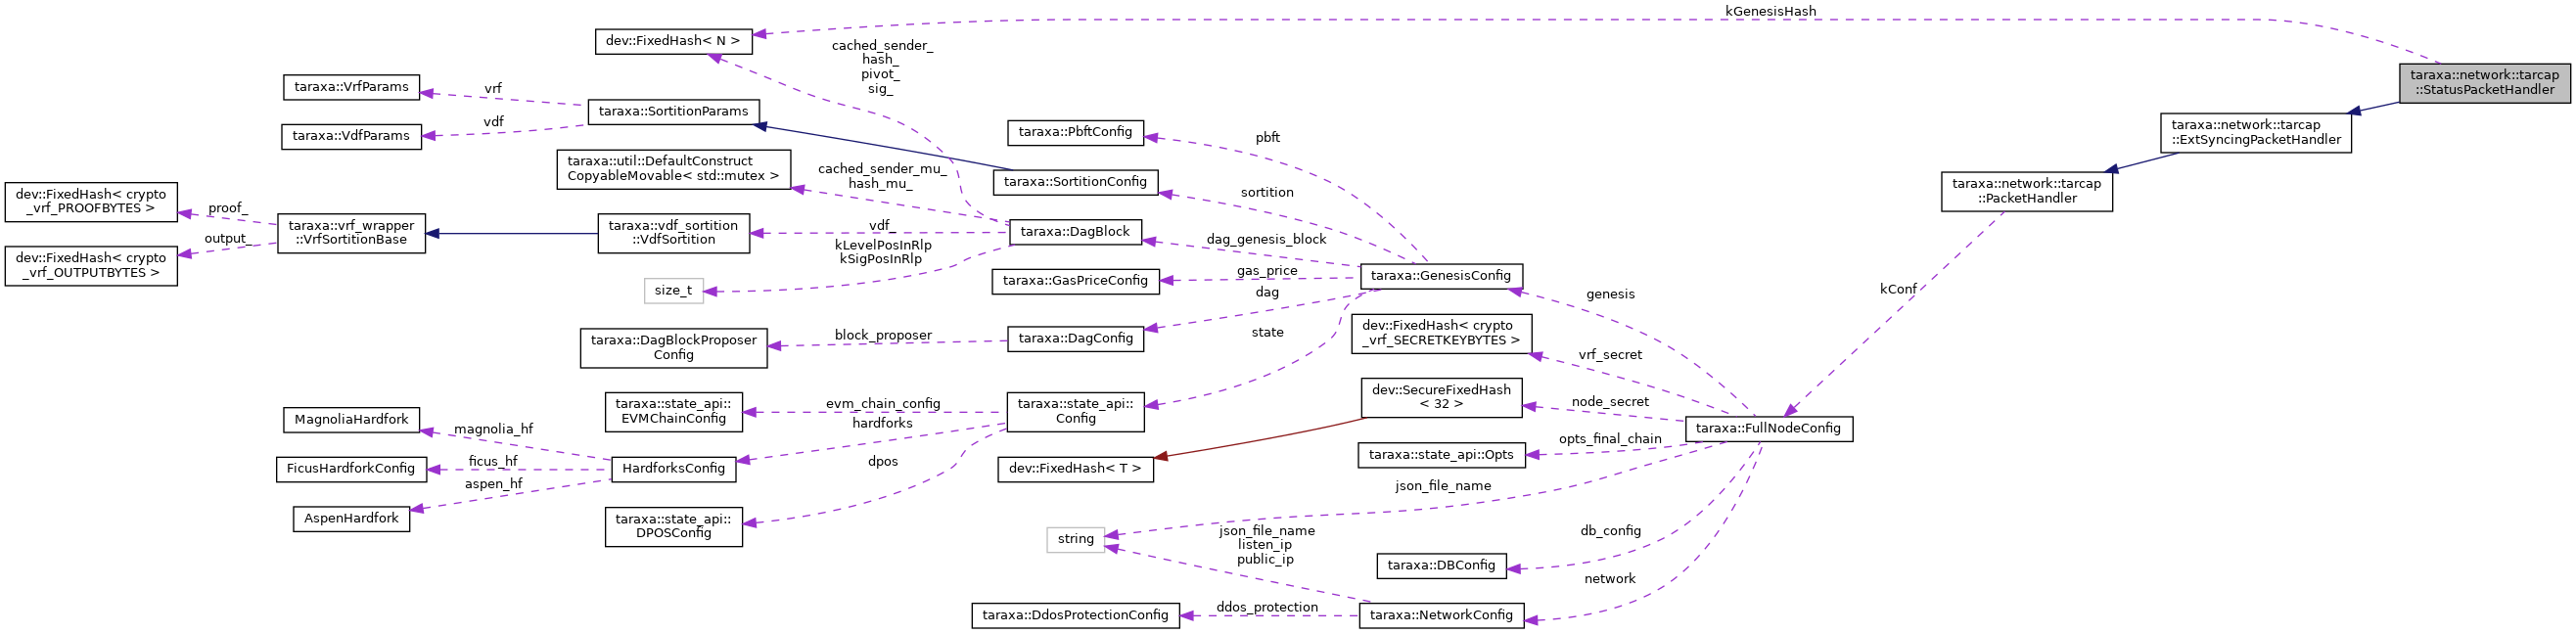 kGenesisHash
dev::FixedHash< N >
cached_sender_
hash_
pivot_
sig_
taraxa::network::tarcap
::StatusPacketHandler
taraxa::VrfParams
vrf
taraxa::SortitionParams
taraxa::VdfParams
vdf
taraxa::PbftConfig
pbft
taraxa::network::tarcap
::ExtSyncingPacketHandler
taraxa::util::DefaultConstruct
CopyableMovable< std::mutex >
cached_sender_mu_
hash_mu_
taraxa::SortitionConfig
sortition
taraxa::network::tarcap
::PacketHandler
dev::FixedHash< crypto
_vrf_PROOFBYTES >
proof_
taraxa::vrf_wrapper
::VrfSortitionBase
taraxa::vdf_sortition
::VdfSortition
vdf_
taraxa::DagBlock
dag_genesis_block
output_
dev::FixedHash< crypto
_vrf_OUTPUTBYTES >
kLevelPosInRlp
kSigPosInRlp
size_t
taraxa::GasPriceConfig
gas_price
taraxa::GenesisConfig
dag
genesis
kConf
taraxa::DagBlockProposer
Config
block_proposer
taraxa::DagConfig
state
dev::FixedHash< crypto
_vrf_SECRETKEYBYTES >
vrf_secret
MagnoliaHardfork
magnolia_hf
taraxa::state_api::
EVMChainConfig
evm_chain_config
hardforks
taraxa::state_api::
Config
dev::SecureFixedHash
< 32 >
node_secret
taraxa::FullNodeConfig
opts_final_chain
taraxa::state_api::Opts
FicusHardforkConfig
ficus_hf
HardforksConfig
dpos
dev::FixedHash< T >
aspen_hf
AspenHardfork
json_file_name
taraxa::state_api::
DPOSConfig
string
json_file_name
listen_ip
public_ip
db_config
taraxa::DBConfig
network
taraxa::DdosProtectionConfig
ddos_protection
taraxa::NetworkConfig